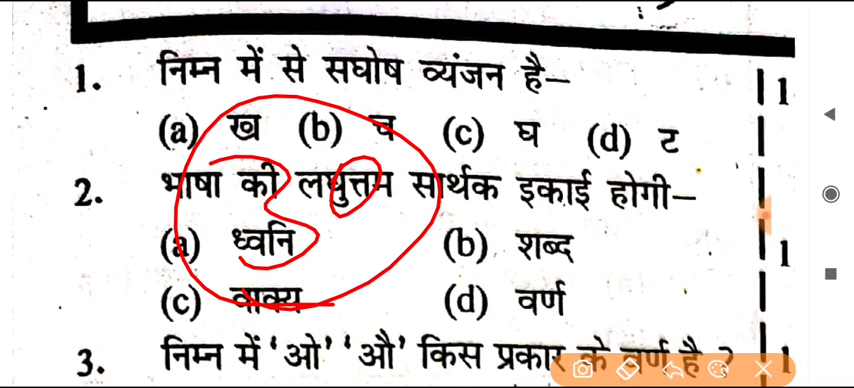 1. निम्न में से सघोष व्यंजन है–
(a) ख (b) च (c) घ (d) ट
2. भाषा की लघुत्तम सार्थक इकाई होगी–
(a) ध्वनि (b) शब्द
(c) वाक्य (d) वर्ण
3. निम्न में ‘ओ’ ‘औ’ किस प्रकार के वर्ण है ?